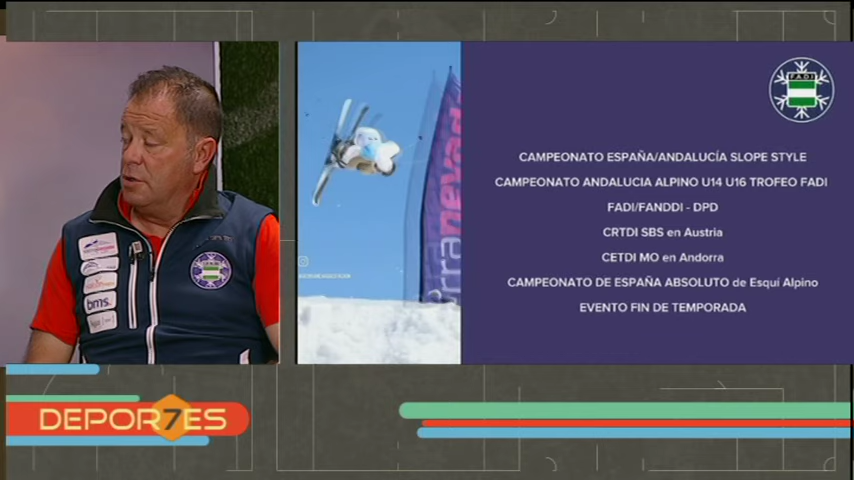 F.A.D.I
CAMPEONATO ESPAÑA/ANDALUCÍA SLOPE STYLE
CAMPEONATO ANDALUCIA ALPINO U14 U16 TROFEO FADI
FADI/FANDDI - DPD
CRTDI SBS en Austria
CETDI MO en Andorra
CAMPEONATO DE ESPAÑA ABSOLUTO de Esquí Alpino
EVENTO FIN DE TEMPORADA
rranevada
bms
DEPOR7ES